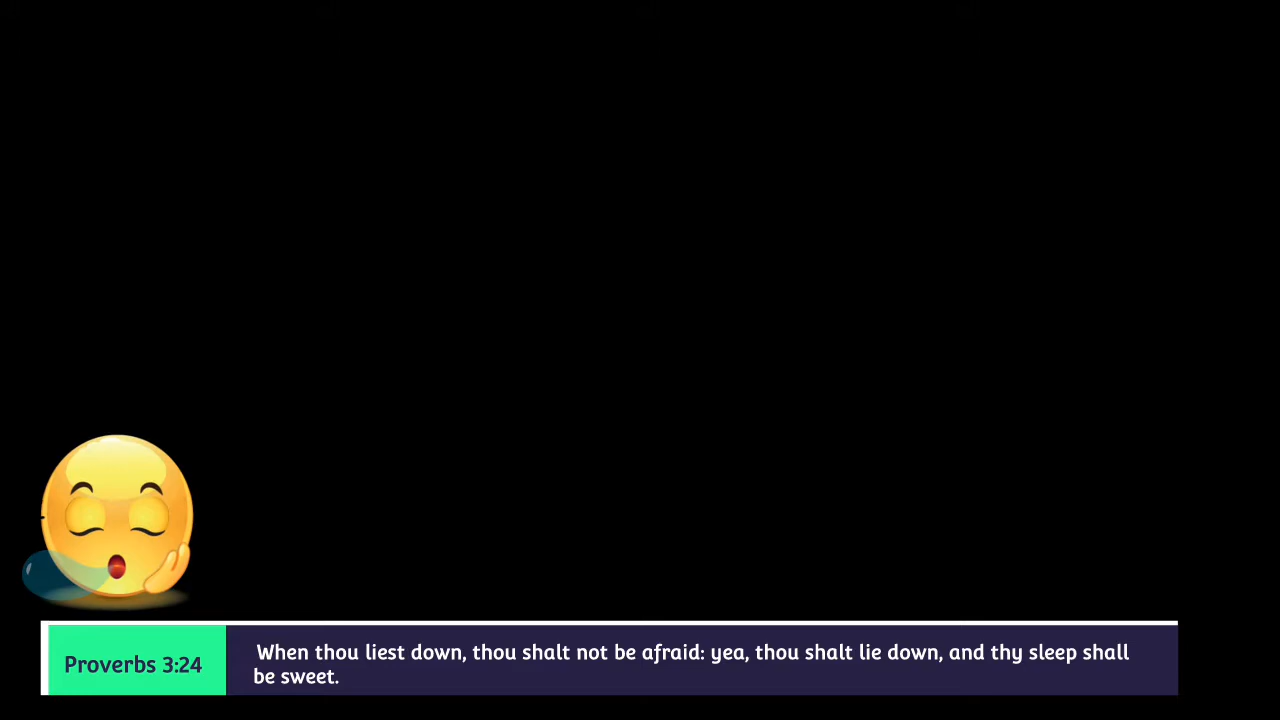 Proverbs 3:24
When thou liest down, thou shalt not be afraid: yea, thou shalt lie down, and thy sleep shall
be sweet.